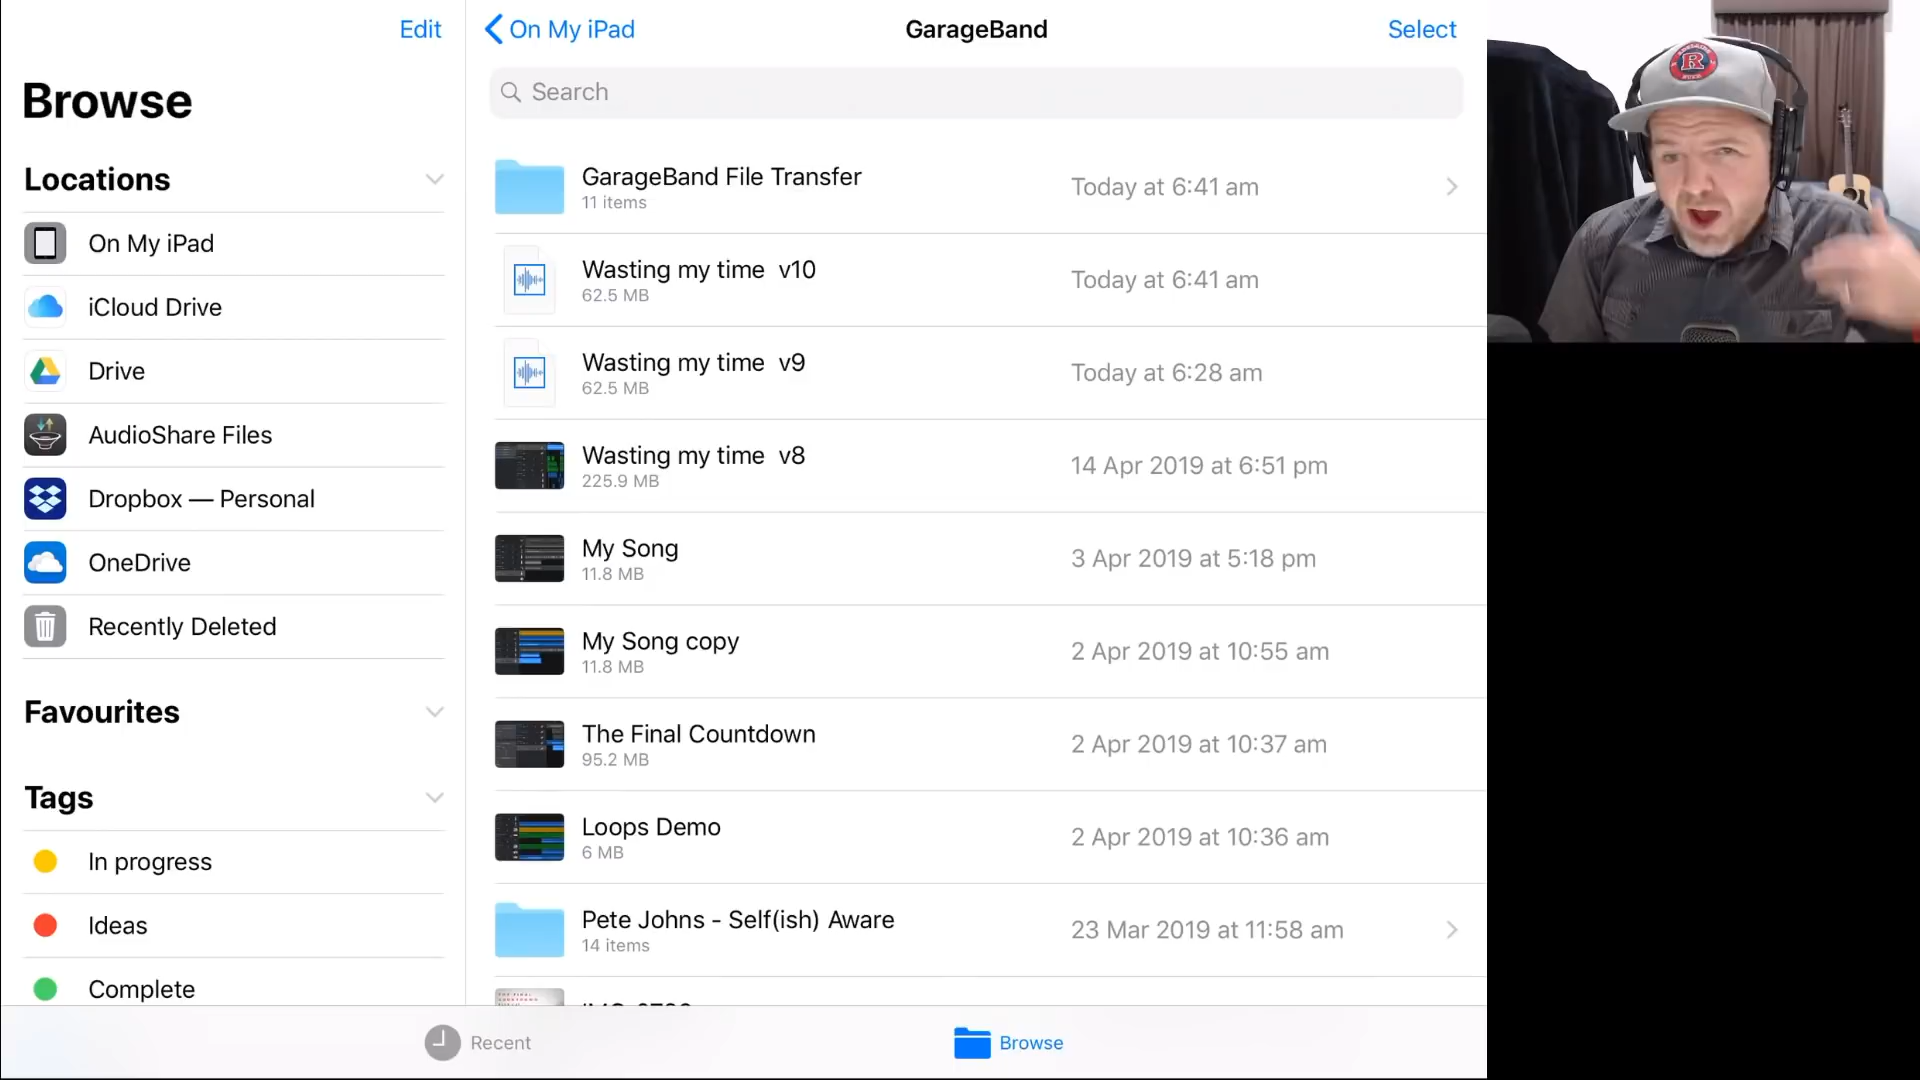 Edit
Browse
Locations
On My iPad
iCloud Drive
Drive
AudioShare Files
Dropbox — Personal
OneDrive
Recently Deleted
Favourites
Tags
In progress
Ideas
Complete
On My iPad
GarageBand
Select
Search
GarageBand File Transfer
11 items
Today at 6:41 am
Wasting my time v10
62.5 MB
Today at 6:41 am
Wasting my time v9
62.5 MB
Today at 6:28 am
Wasting my time v8
225.9 MB
14 Apr 2019 at 6:51 pm
My Song
11.8 MB
3 Apr 2019 at 5:18 pm
My Song copy
11.8 MB
2 Apr 2019 at 10:55 am
The Final Countdown
95.2 MB
2 Apr 2019 at 10:37 am
Loops Demo
6 MB
2 Apr 2019 at 10:36 am
Pete Johns - Self(ish) Aware
14 items
23 Mar 2019 at 11:58 am
Recent
Browse
R